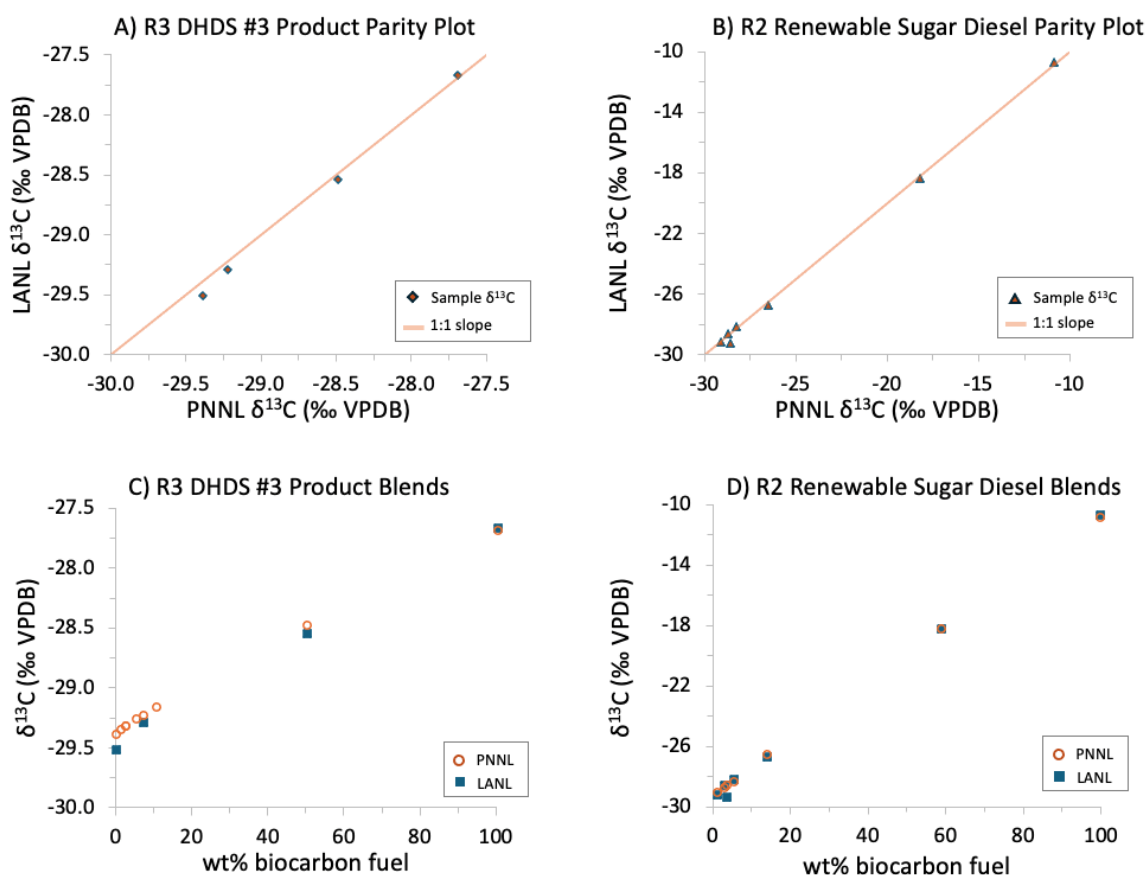 A) R3 DHDS #3 Product Parity Plot
-27.5
-28.0
-28.5
-29.0
-29.5
-30.0
LANL δ¹³C (‰ VPDB)
Sample δ¹³C
1:1 slope
-30.0 -29.5 -29.0 -28.5 -28.0 -27.5
PNNL δ¹³C (‰ VPDB)
B) R2 Renewable Sugar Diesel Parity Plot
-10
-14
-18
-22
-26
-30
LANL δ¹³C (‰ VPDB)
Sample δ¹³C
1:1 slope
-30 -25 -20 -15 -10
PNNL δ¹³C (‰ VPDB)
C) R3 DHDS #3 Product Blends
-27.5
-28.0
-28.5
-29.0
-29.5
-30.0
δ¹³C (‰ VPDB)
PNNL
LANL
0 20 40 60 80 100
wt% biocarbon fuel
D) R2 Renewable Sugar Diesel Blends
-10
-14
-18
-22
-26
-30
δ¹³C (‰ VPDB)
PNNL
LANL
0 20 40 60 80 100
wt% biocarbon fuel